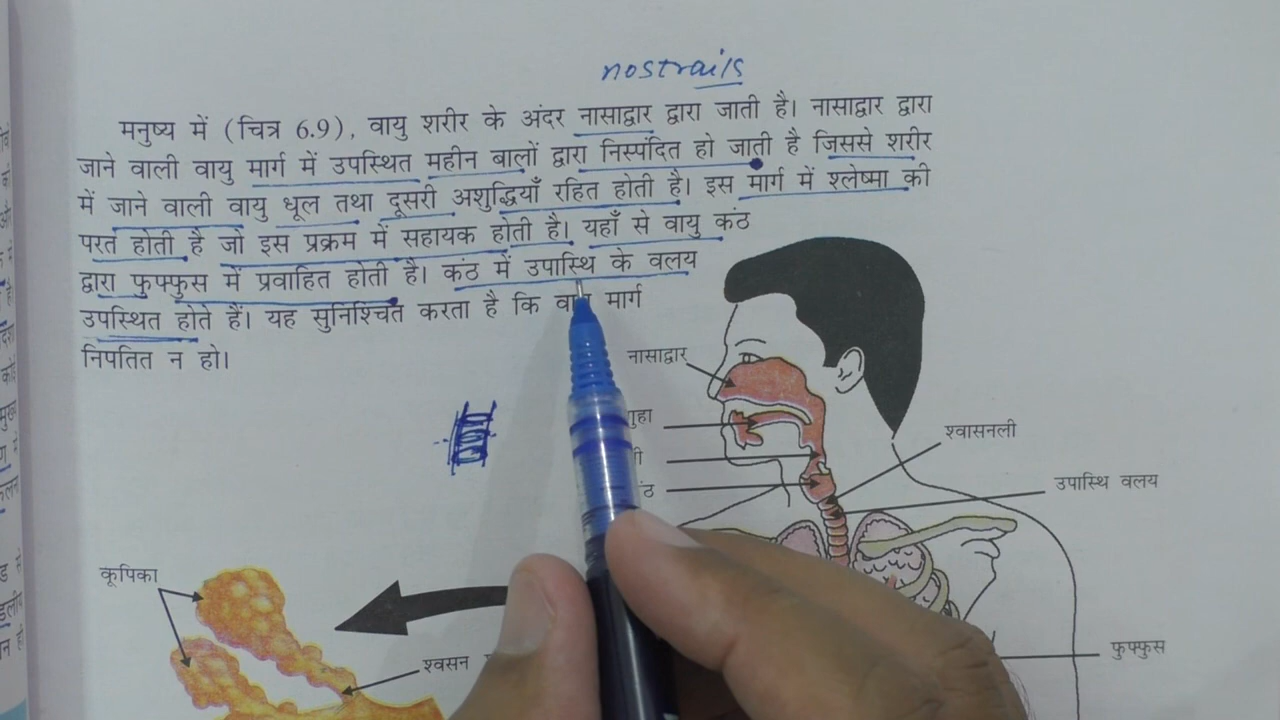 nostrails
मनुष्य में (चित्र 6.9), वायु शरीर के अंदर नासाद्वार द्वारा जाती है। नासाद्वार द्वारा
जाने वाली वायु मार्ग में उपस्थित महीन बालों द्वारा निस्पंदित हो जाती है जिससे शरीर
में जाने वाली वायु धूल तथा दूसरी अशुद्धियाँ रहित होती है। इस मार्ग में श्लेष्मा की
परत होती है जो इस प्रक्रम में सहायक होती है। यहाँ से वायु कंठ
द्वारा फुफ्फुस में प्रवाहित होती है। कंठ में उपास्थि के वलय
उपस्थित होते हैं। यह सुनिश्चित करता है कि मार्ग
निपतित न हो।
नासाद्वार
श्वासनली
उपास्थि वलय
कूपिका
श्वसन
फुफ्फुस